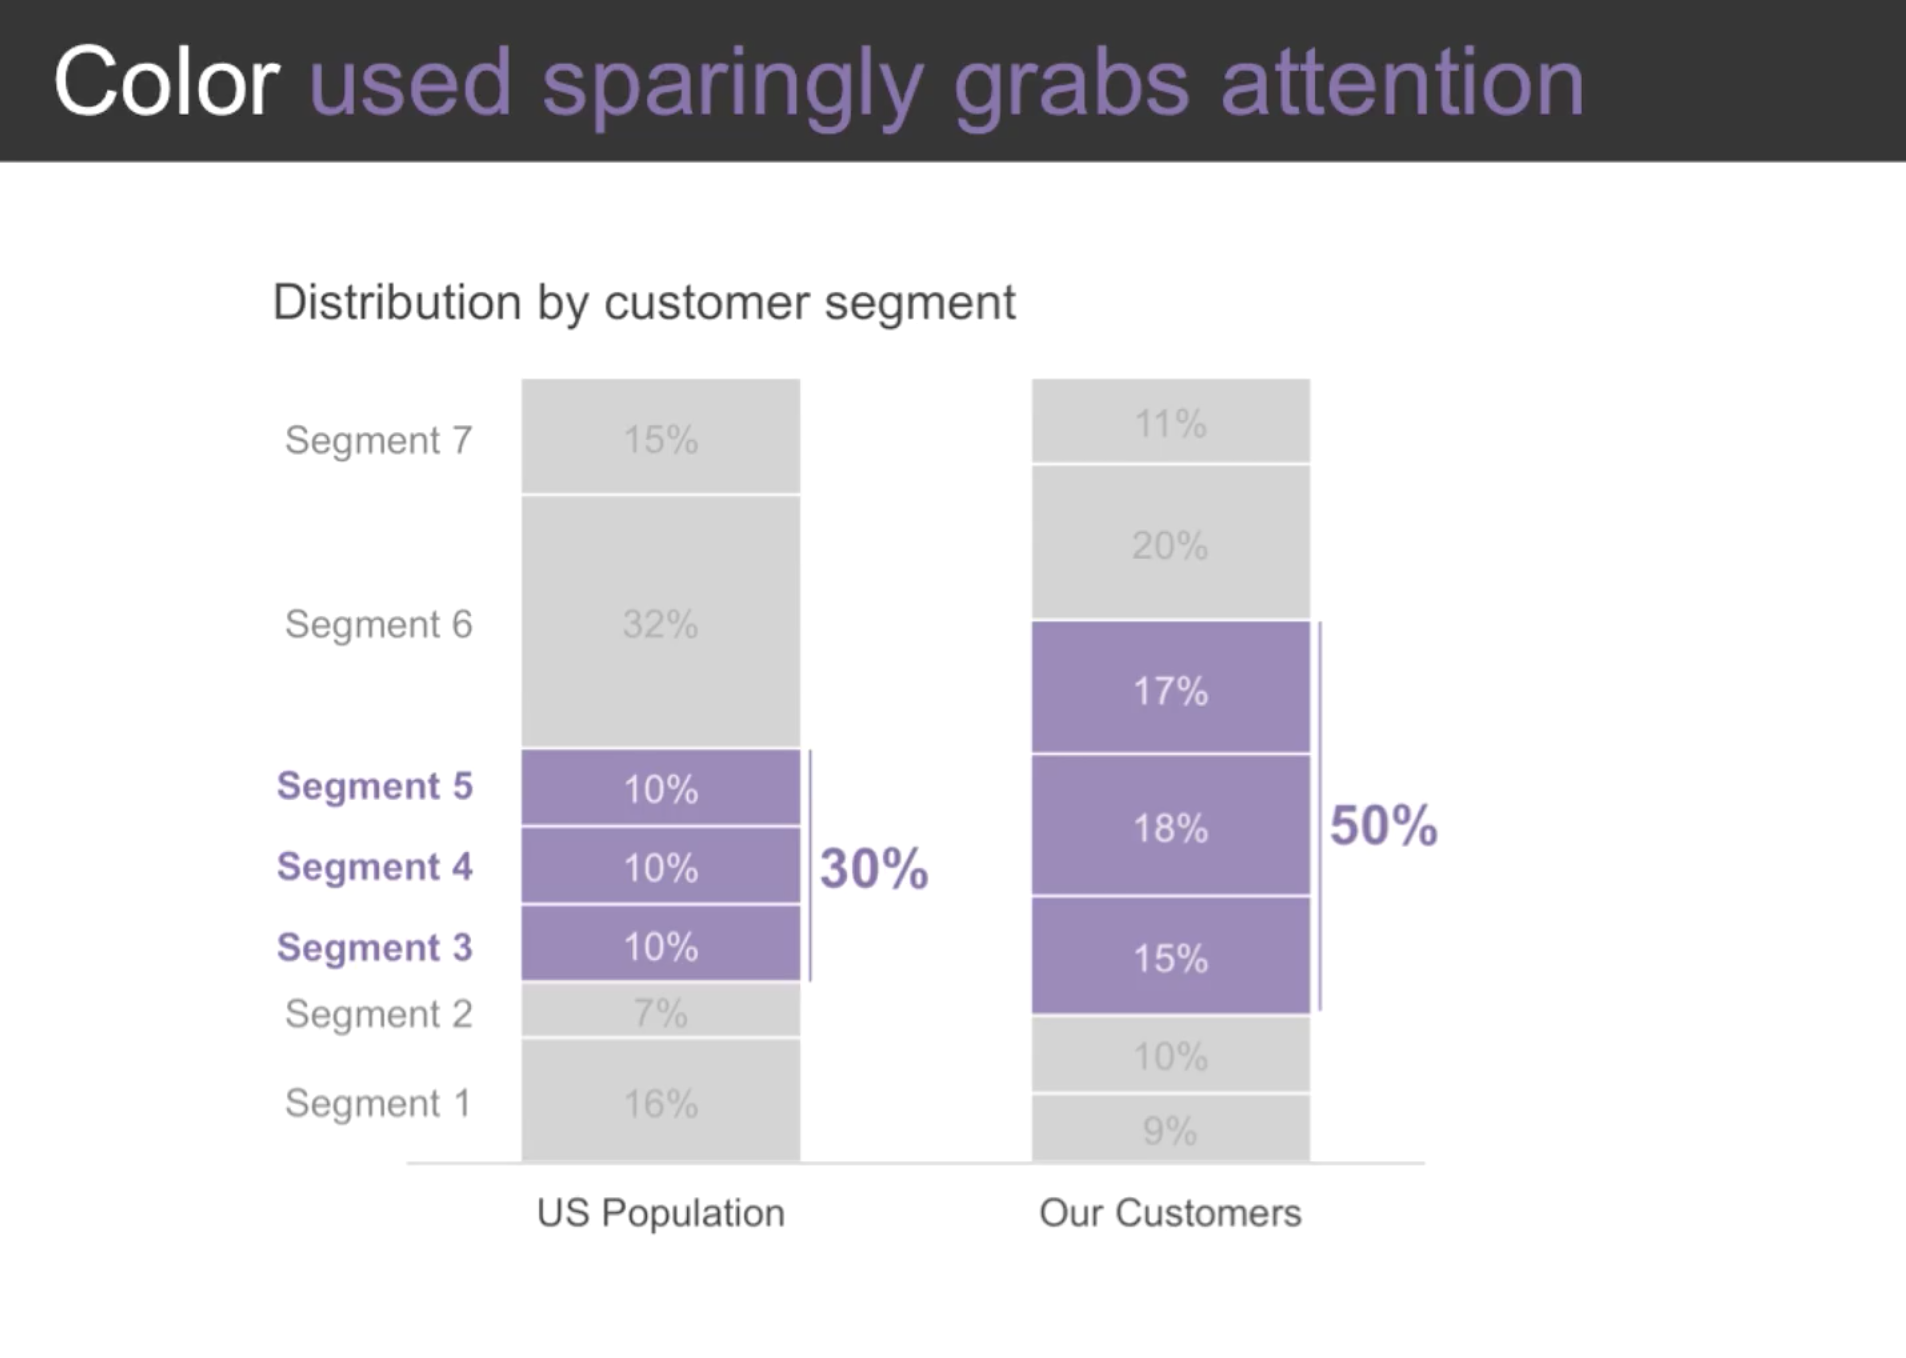 Color used sparingly grabs attention
Distribution by customer segment
Segment 7 15% 11%
Segment 6 32% 20%
Segment 5 10% 17%
Segment 4 10% 30% 18% 50%
Segment 3 10% 15%
Segment 2 7% 10%
Segment 1 16% 9%
US Population Our Customers